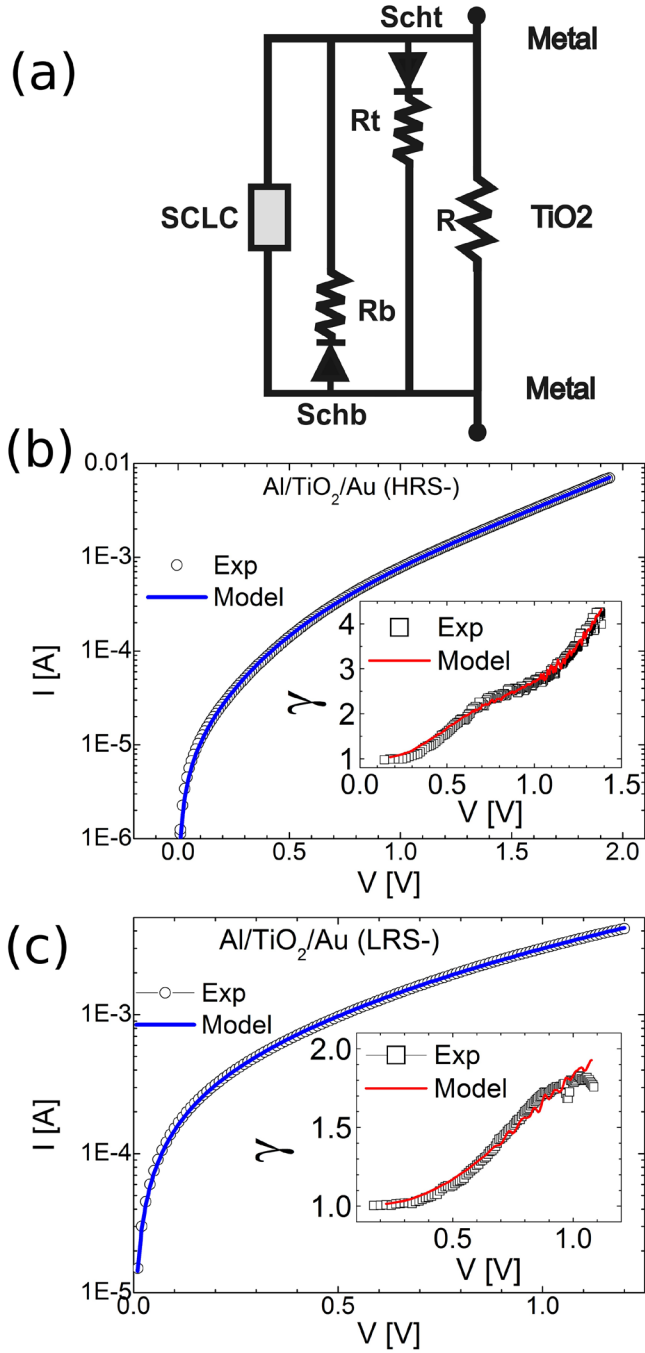 (a)
Scht
Metal
Rt
SCLC
R
TiO2
Rb
Schb
Metal
(b)
0.01
1E-3
1E-4
1E-5
1E-6
I [A]
Al/TiO₂/Au (HRS-)
Exp
Model
4
3
2
1
γ
Exp
Model
0.0 0.5 1.0 1.5
V [V]
0.0 0.5 1.0 1.5 2.0
V [V]
(c)
1E-3
1E-4
1E-5
I [A]
Al/TiO₂/Au (LRS-)
Exp
Model
2.0
1.5
1.0
γ
Exp
Model
0.5 1.0
V [V]
0.0 0.5 1.0
V [V]